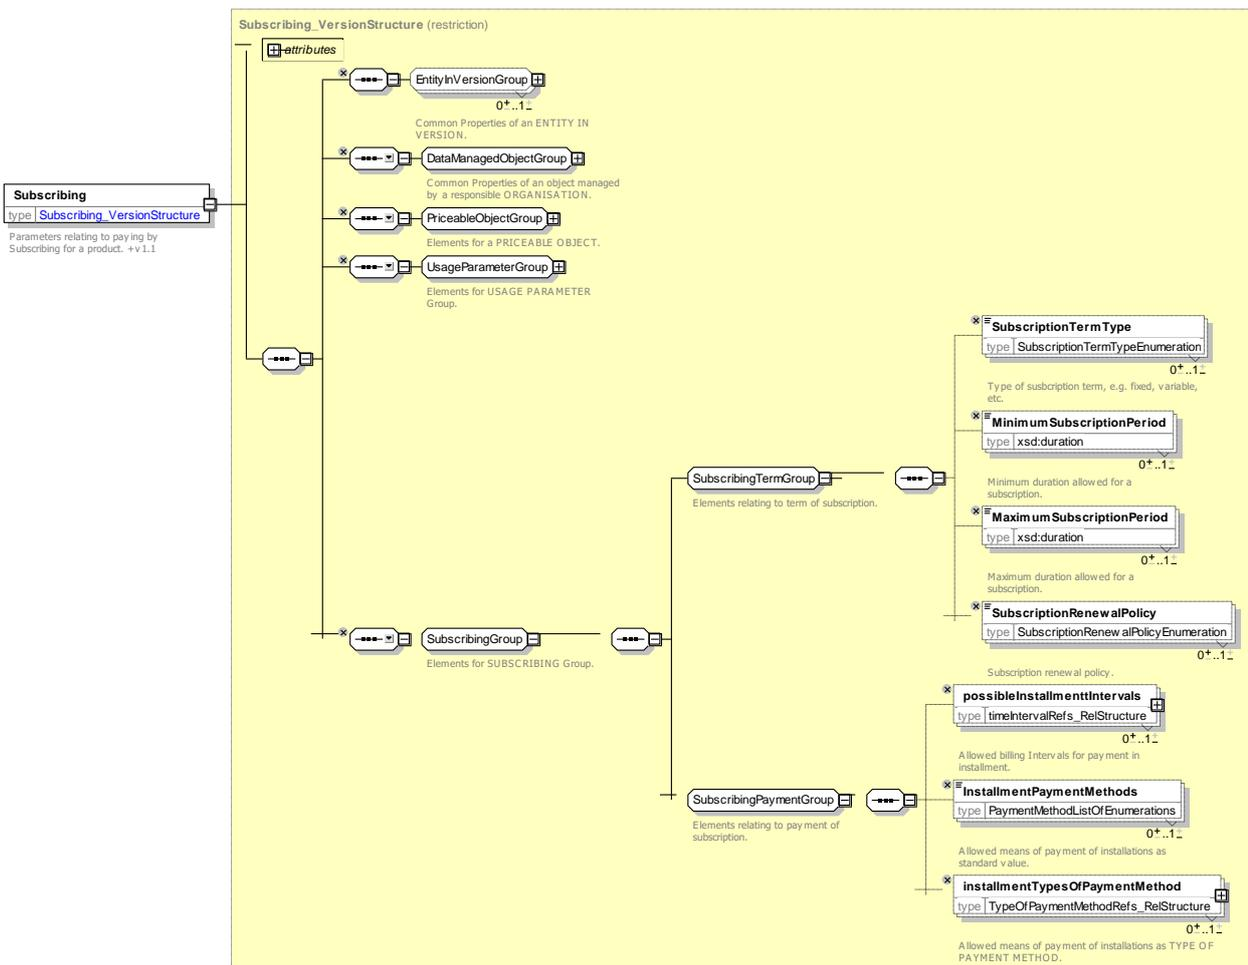 Subscribing_VersionStructure (restriction)
attributes
EntityInVersionGroup
0±..1±
Common Properties of an ENTITY IN
VERSION.
DataManagedObjectGroup
Common Properties of an object managed
by a responsible ORGANISATION.
Subscribing
type Subscribing_VersionStructure
Parameters relating to paying by
Subscribing for a product. +v1.1
PriceableObjectGroup
Elements for a PRICEABLE OBJECT.
UsageParameterGroup
Elements for USAGE PARAMETER
Group.
SubscriptionTermType
type SubscriptionTermTypeEnumeration
0±..1±
Type of susbcription term, e.g. fixed, variable,
etc.
MinimumSubscriptionPeriod
type xsd:duration
0±..1±
Minimum duration allowed for a
subscription.
SubscribingTermGroup
Elements relating to term of subscription.
MaximumSubscriptionPeriod
type xsd:duration
0±..1±
Maximum duration allowed for a
subscription.
SubscriptionRenewalPolicy
type SubscriptionRenewalPolicyEnumeration
0±..1±
Subscription renewal policy.
SubscribingGroup
Elements for SUBSCRIBING Group.
possibleInstallmenttIntervals
type timeIntervalRefs_RelStructure
0±..1±
Allowed billing Intervals for payment in
installment.
SubscribingPaymentGroup
Elements relating to payment of
subscription.
InstallmentPaymentMethods
type PaymentMethodListOfEnumerations
0±..1±
Allowed means of payment of installations as
standard value.
installmentTypesOfPaymentMethod
type TypeOfPaymentMethodRefs_RelStructure
0±..1±
Allowed means of payment of installations as TYPE OF
PAYMENT METHOD.